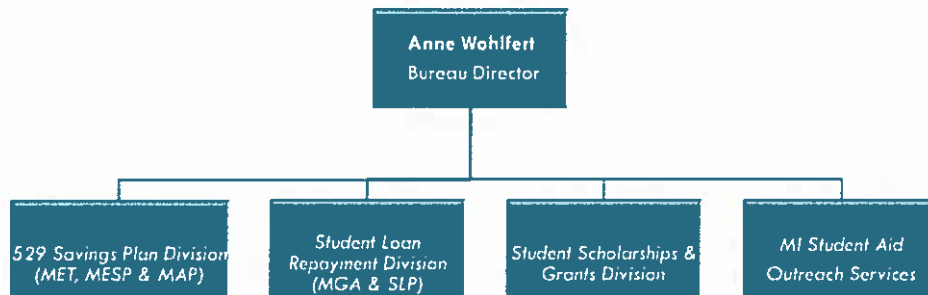 Anne Wohlfert
Bureau Director
529 Savings Plan Division
(MET, MESP & MAP)
Student Loan
Repayment Division
(MGA & SLP)
Student Scholarships &
Grants Division
MI Student Aid
Outreach Services